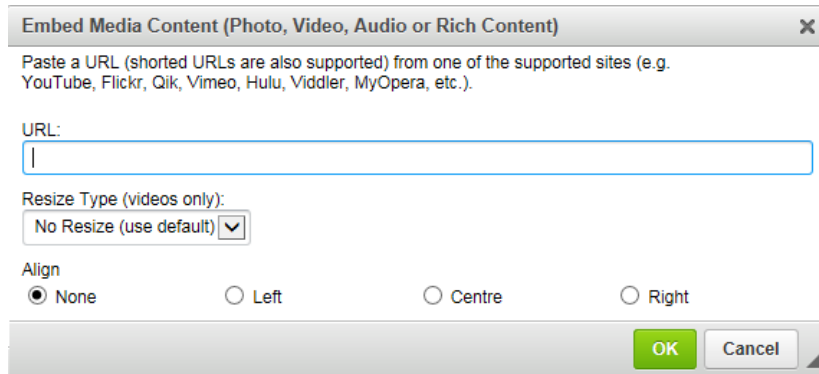 Embed Media Content (Photo, Video, Audio or Rich Content)
Paste a URL (shorted URLs are also supported) from one of the supported sites (e.g.
YouTube, Flickr, Qik, Vimeo, Hulu, Viddler, MyOpera, etc.).
URL:
Resize Type (videos only):
No Resize (use default)
Align
None Left Centre Right
OK Cancel